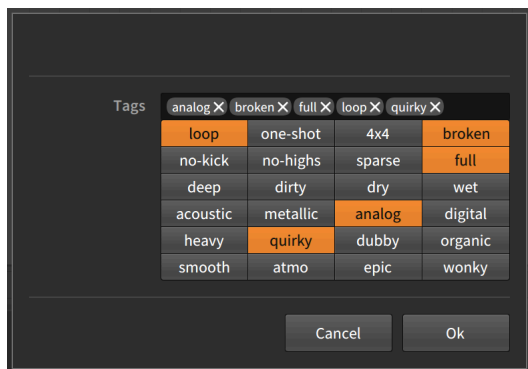 Tags analog X broken X full X loop X quirky X
loop one-shot 4x4 broken
no-kick no-highs sparse full
deep dirty dry wet
acoustic metallic analog digital
heavy quirky dubby organic
smooth atmo epic wonky
Cancel Ok